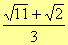 (√11 + √2) / 3